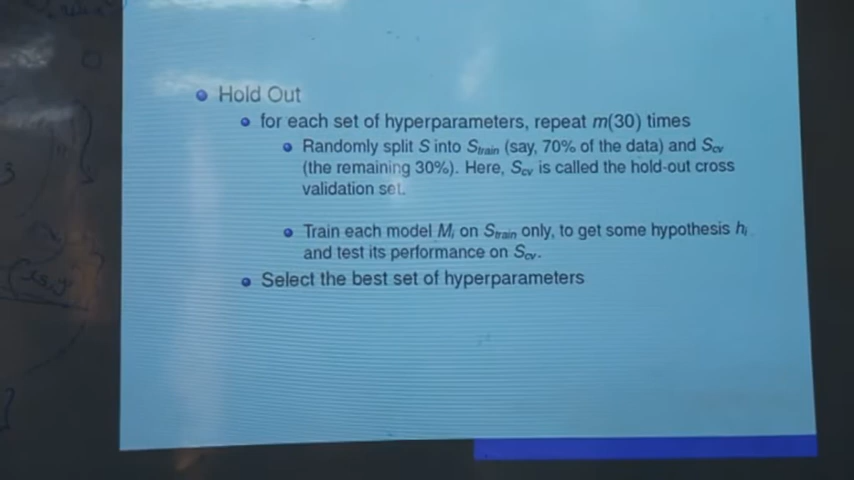 Hold Out
for each set of hyperparameters, repeat m(30) times
Randomly split S into Strain (say, 70% of the data) and Scv
(the remaining 30%). Here, Scv is called the hold-out cross
validation set.
Train each model Mi on Strain only, to get some hypothesis hi
and test its performance on Scv.
Select the best set of hyperparameters